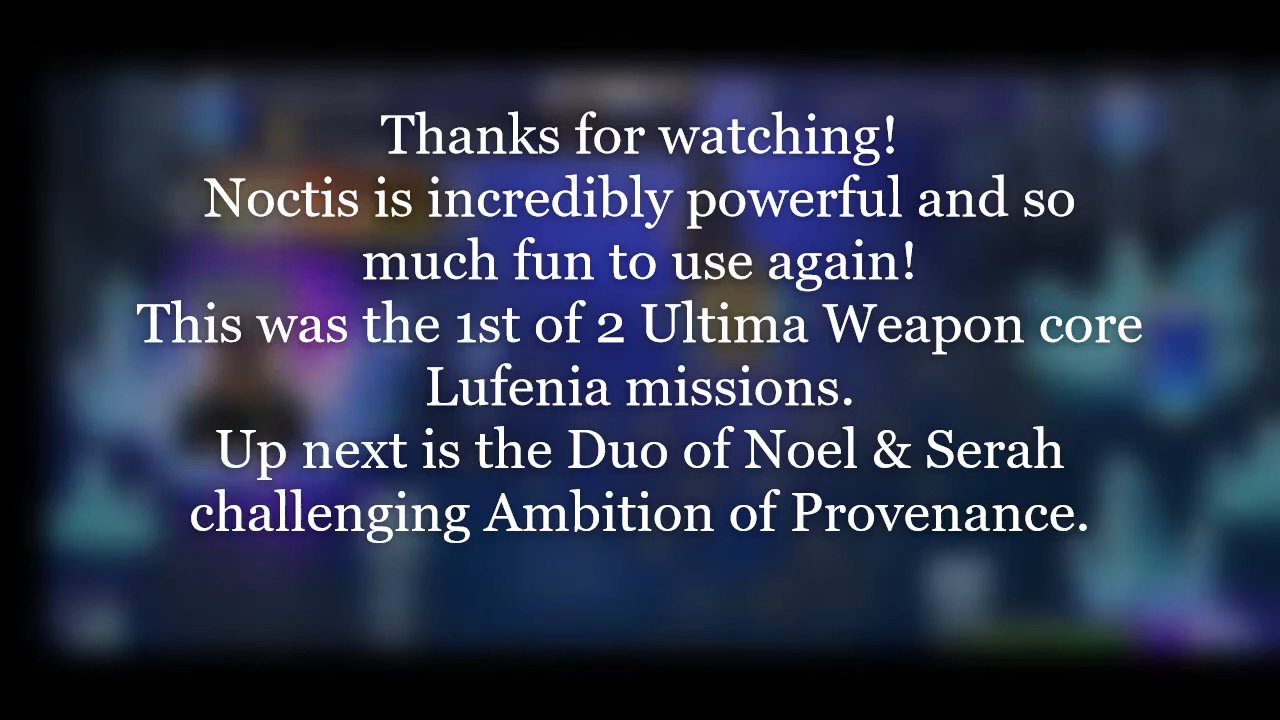 Thanks for watching!
Noctis is incredibly powerful and so
much fun to use again!
This was the 1st of 2 Ultima Weapon core
Lufenia missions.
Up next is the Duo of Noel & Serah
challenging Ambition of Provenance.